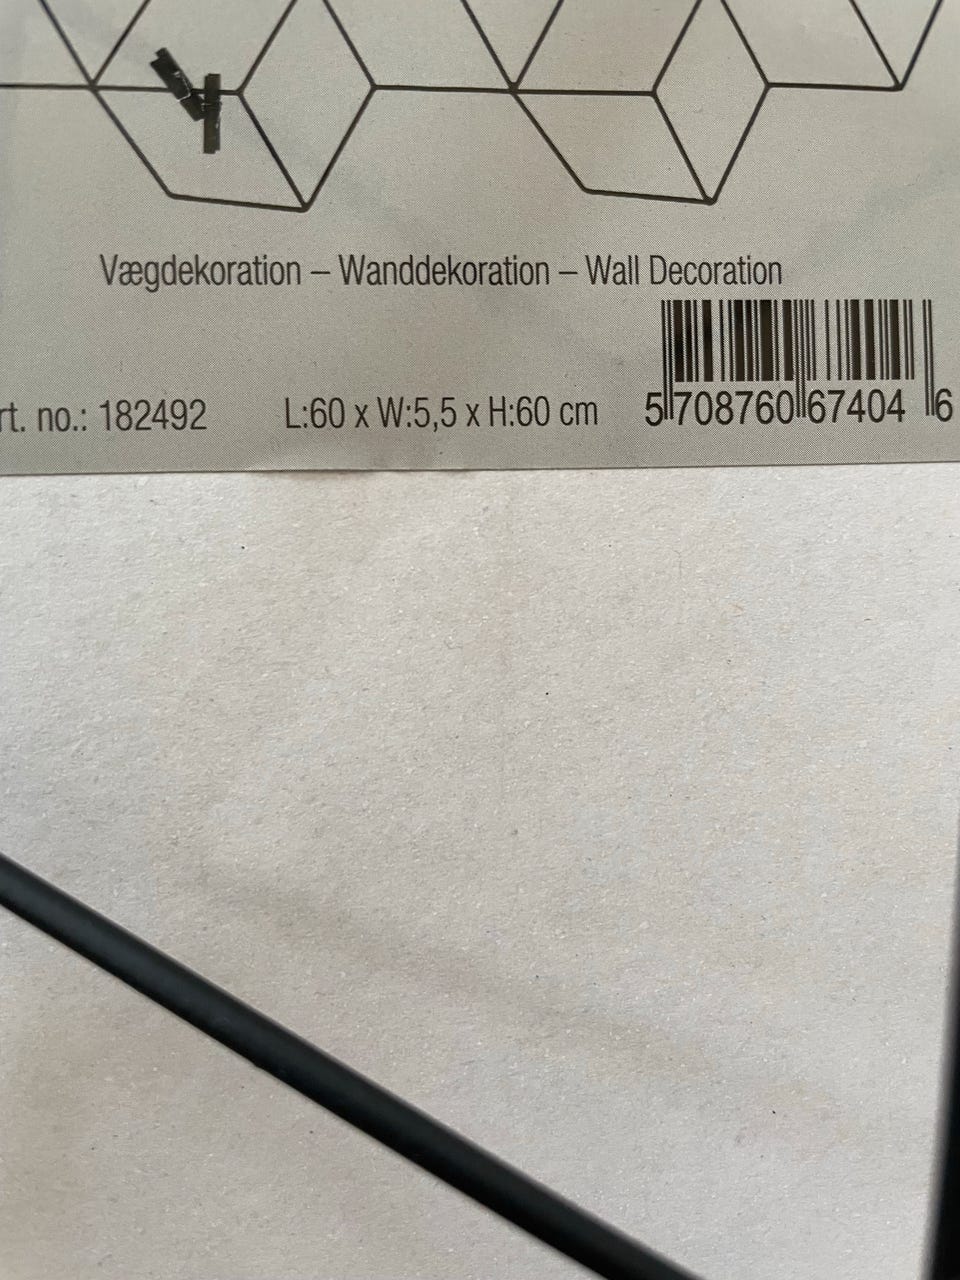 Vægdekoration – Wanddekoration – Wall Decoration
rt. no.: 182492 L:60 x W:5,5 x H:60 cm 5 708760 67404 6